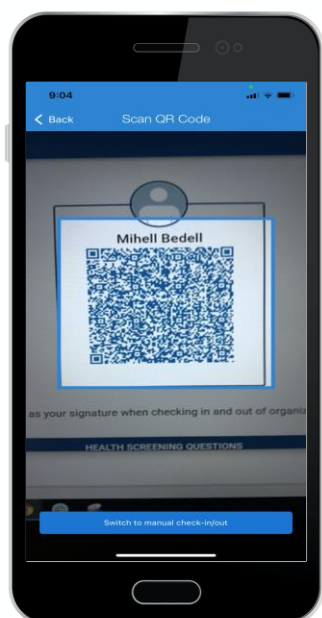 9:04
Back
Scan QR Code
Mihell Bedell
as your signature when checking in and out of organiz
HEALTH SCREENING QUESTIONS
Switch to manual check-in/out